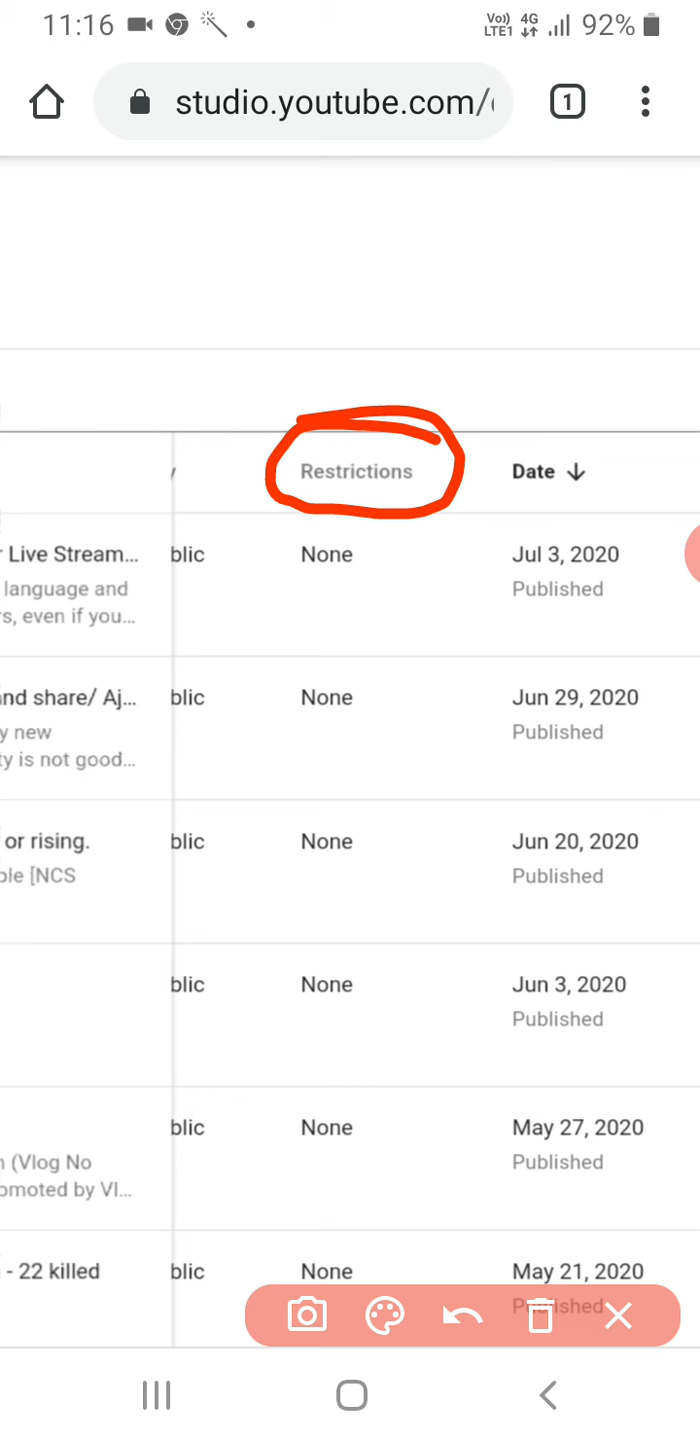 11:16
Vo)) 4G
LTE1 92%
studio.youtube.com/
1
Restrictions Date
Live Stream... blic None Jul 3, 2020
language and Published
s, even if you...
and share/ Aj... blic None Jun 29, 2020
y new Published
ty is not good...
or rising. blic None Jun 20, 2020
ple [NCS Published
blic None Jun 3, 2020
Published
blic None May 27, 2020
n (Vlog No Published
omoted by VI...
- 22 killed blic None May 21, 2020
Published